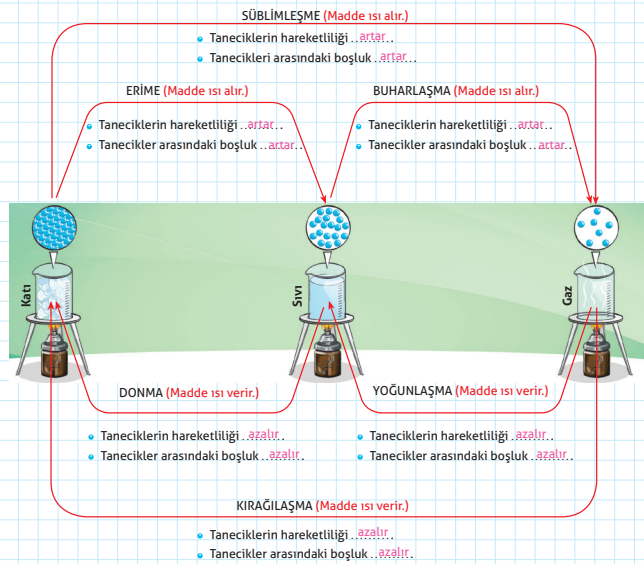 SÜBLİMLEŞME (Madde ısı alır.)
Taneciklerin hareketliliği ..artar...
Tanecikleri arasındaki boşluk ..artar...
ERİME (Madde ısı alır.)
Taneciklerin hareketliliği ..artar...
Tanecikler arasındaki boşluk ..artar...
BUHARLAŞMA (Madde ısı alır.)
Taneciklerin hareketliliği ..artar...
Tanecikler arasındaki boşluk ..artar...
Katı
Sıvı
Gaz
DONMA (Madde ısı verir.)
Taneciklerin hareketliliği ..azalır..
Tanecikler arasındaki boşluk ..azalır..
YOĞUNLAŞMA (Madde ısı verir.)
Taneciklerin hareketliliği ..azalır..
Tanecikler arasındaki boşluk ..azalır..
KIRAĞILAŞMA (Madde ısı verir.)
Taneciklerin hareketliliği ..azalır..
Tanecikler arasındaki boşluk ..azalır..